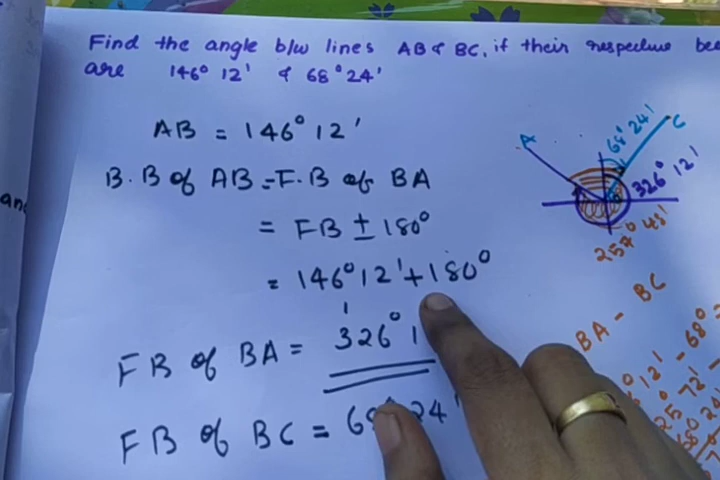 Find the angle b/w lines AB & BC, if their respective
are 146° 12' & 68° 24'
AB = 146° 12'
B.B of AB = F.B of BA
= FB ± 180°
= 146° 12' + 180°
FB of BA = 326° 1
FB of BC = 24'
A
68° 24'
C
326° 12'
257° 48'
BA - BC